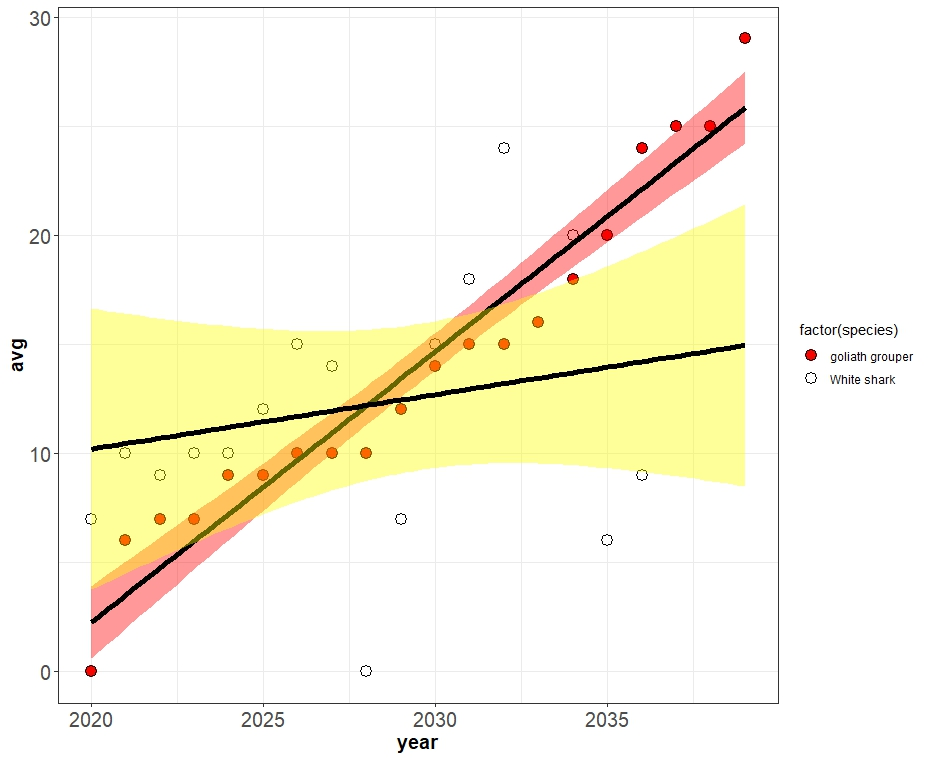 30
20
10
0
avg
2020 2025 2030 2035
year
factor(species)
goliath grouper
White shark